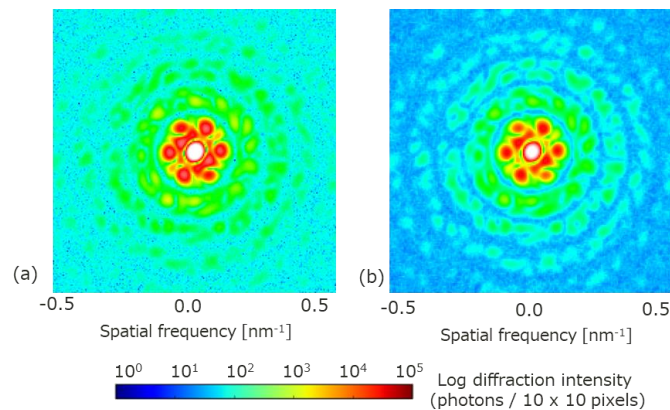 (a)
(b)
-0.5 0.0 0.5
-0.5 0.0 0.5
Spatial frequency [nm⁻¹]
Spatial frequency [nm⁻¹]
10⁰ 10¹ 10² 10³ 10⁴ 10⁵
Log diffraction intensity
(photons / 10 x 10 pixels)